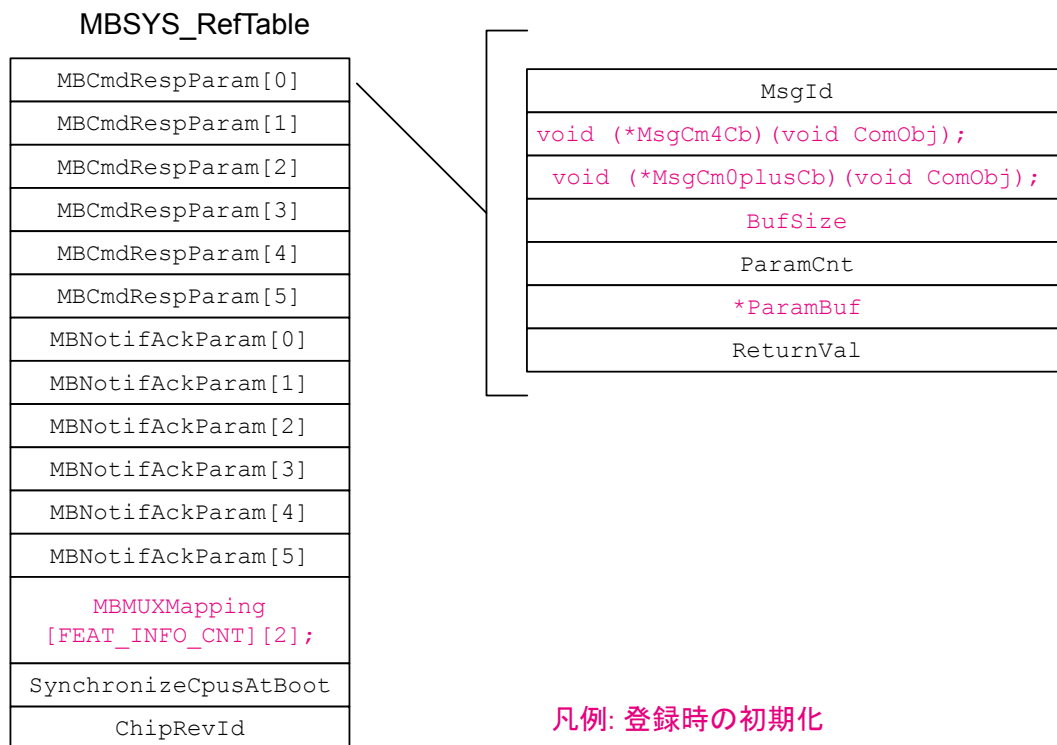 MBSYS_RefTable
MBCmdRespParam[0]
MBCmdRespParam[1]
MBCmdRespParam[2]
MBCmdRespParam[3]
MBCmdRespParam[4]
MBCmdRespParam[5]
MBNotifAckParam[0]
MBNotifAckParam[1]
MBNotifAckParam[2]
MBNotifAckParam[3]
MBNotifAckParam[4]
MBNotifAckParam[5]
MBMUXMapping
[FEAT_INFO_CNT][2];
SynchronizeCpusAtBoot
ChipRevId
MsgId
void (*MsgCm4Cb)(void ComObj);
void (*MsgCm0plusCb)(void ComObj);
BufSize
ParamCnt
*ParamBuf
ReturnVal
凡例: 登録時の初期化